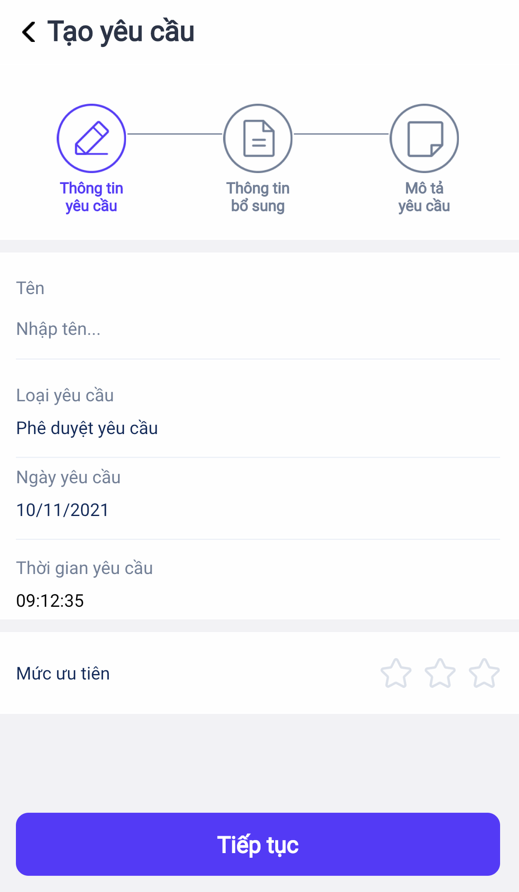 Tạo yêu cầu
Thông tin
yêu cầu
Thông tin
bổ sung
Mô tả
yêu cầu
Tên
Nhập tên...
Loại yêu cầu
Phê duyệt yêu cầu
Ngày yêu cầu
10/11/2021
Thời gian yêu cầu
09:12:35
Mức ưu tiên
Tiếp tục